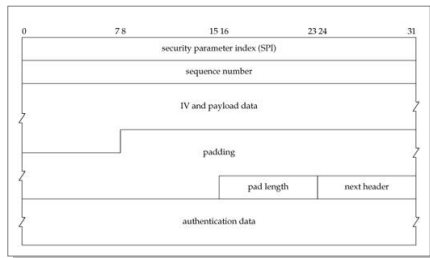 0 7 8 15 16 23 24 31
security parameter index (SPI)
sequence number
IV and payload data
padding
pad length next header
authentication data